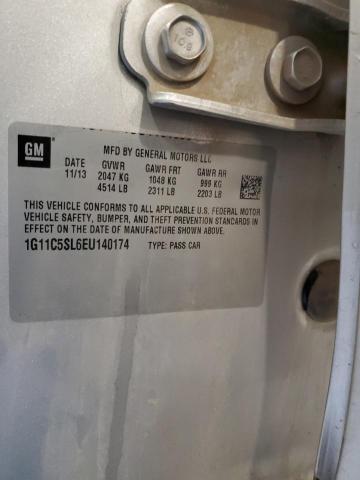 10.9
GM
MFD BY GENERAL MOTORS LLC
DATE GVWR GAWR FRT GAWR RR
11/13 2047 KG 1048 KG 999 KG
4514 LB 2311 LB 2203 LB
THIS VEHICLE CONFORMS TO ALL APPLICABLE U.S. FEDERAL MOTOR
VEHICLE SAFETY, BUMPER, AND THEFT PREVENTION STANDARDS
IN EFFECT ON THE DATE OF MANUFACTURE SHOWN ABOVE.
1G11C5SL6EU140174 TYPE: PASS CAR